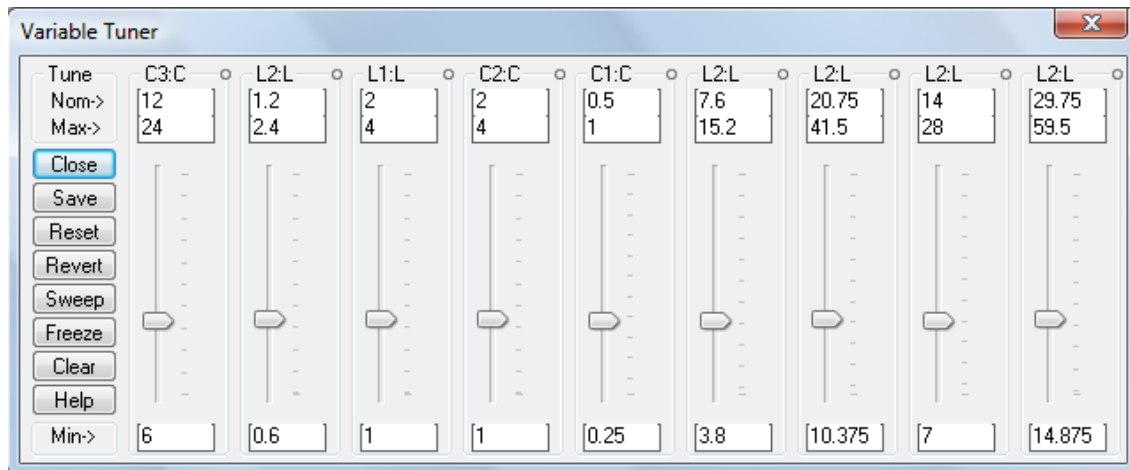 Variable Tuner
X
Tune C3:C L2:L L1:L C2:C C1:C L2:L L2:L L2:L L2:L
Nom-> 12 1.2 2 2 0.5 7.6 20.75 14 29.75
Max-> 24 2.4 4 4 1 15.2 41.5 28 59.5
Close
Save
Reset
Revert
Sweep
Freeze
Clear
Help
Min-> 6 0.6 1 1 0.25 3.8 10.375 7 14.875